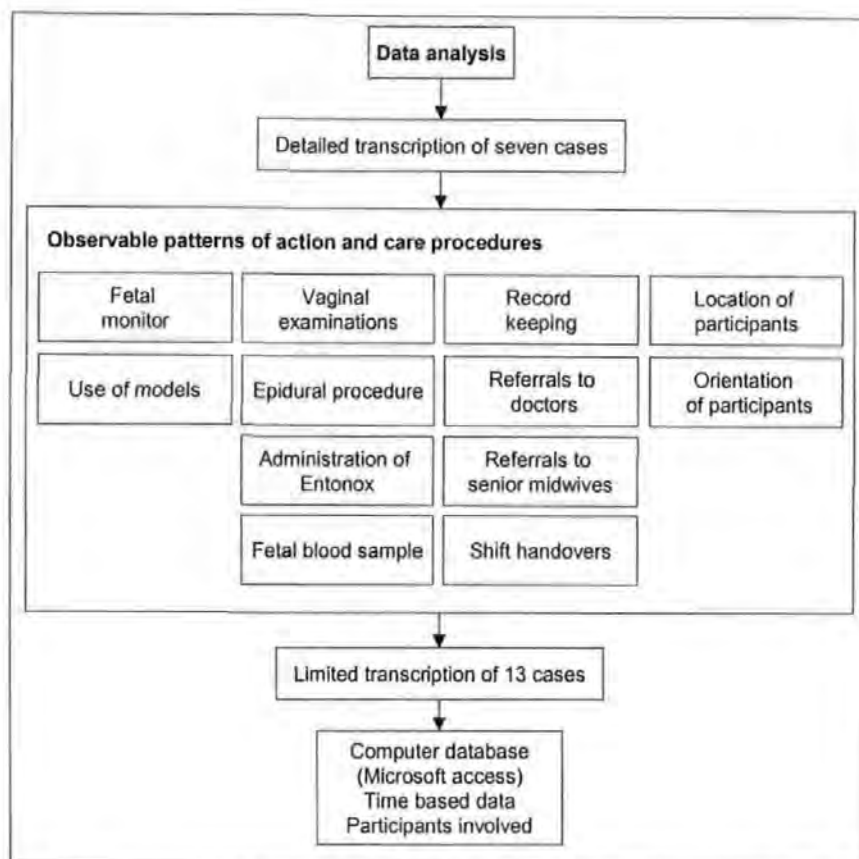 Data analysis
Detailed transcription of seven cases
Observable patterns of action and care procedures
Fetal
monitor
Vaginal
examinations
Record
keeping
Location of
participants
Use of models
Epidural procedure
Referrals to
doctors
Orientation
of participants
Administration of
Entonox
Referrals to
senior midwives
Fetal blood sample
Shift handovers
Limited transcription of 13 cases
Computer database
(Microsoft access)
Time based data
Participants involved